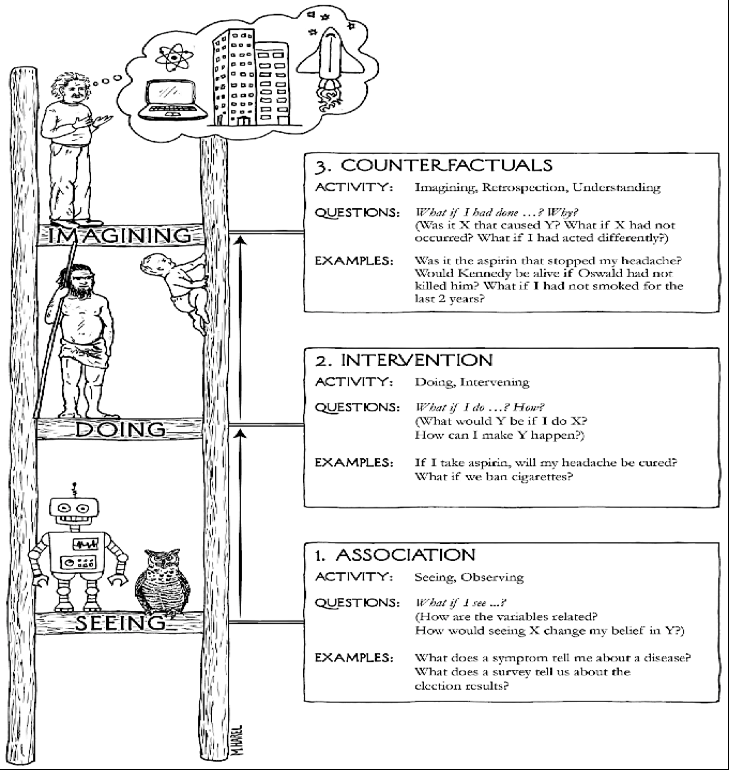 3. COUNTERFACTUALS
ACTIVITY: Imagining, Retrospection, Understanding
QUESTIONS: What if I had done …? Why?
(Was it X that caused Y? What if X had not
occurred? What if I had acted differently?)
EXAMPLES: Was it the aspirin that stopped my headache?
Would Kennedy be alive if Oswald had not
killed him? What if I had not smoked for the
last 2 years?
IMAGINING
2. INTERVENTION
ACTIVITY: Doing, Intervening
QUESTIONS: What if I do …? How?
(What would Y be if I do X?
How can I make Y happen?)
EXAMPLES: If I take aspirin, will my headache be cured?
What if we ban cigarettes?
DOING
1. ASSOCIATION
ACTIVITY: Seeing, Observing
QUESTIONS: What if I see ...?
(How are the variables related?
How would seeing X change my belief in Y?)
EXAMPLES: What does a symptom tell me about a disease?
What does a survey tell us about the
election results?
SEEING
M.HAREL